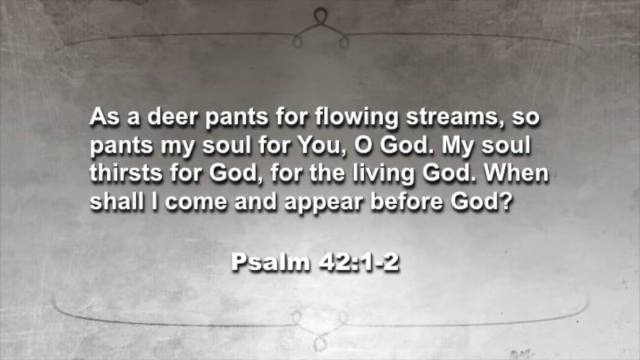 As a deer pants for flowing streams, so
pants my soul for You, O God. My soul
thirsts for God, for the living God. When
shall I come and appear before God?
Psalm 42:1-2